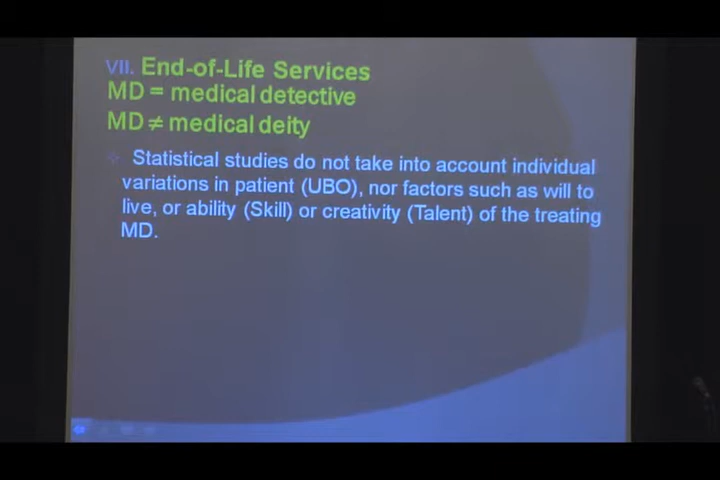 VII. End-of-Life Services
MD = medical detective
MD ≠ medical deity
Statistical studies do not take into account individual
variations in patient (UBO), nor factors such as will to
live, or ability (Skill) or creativity (Talent) of the treating
MD.